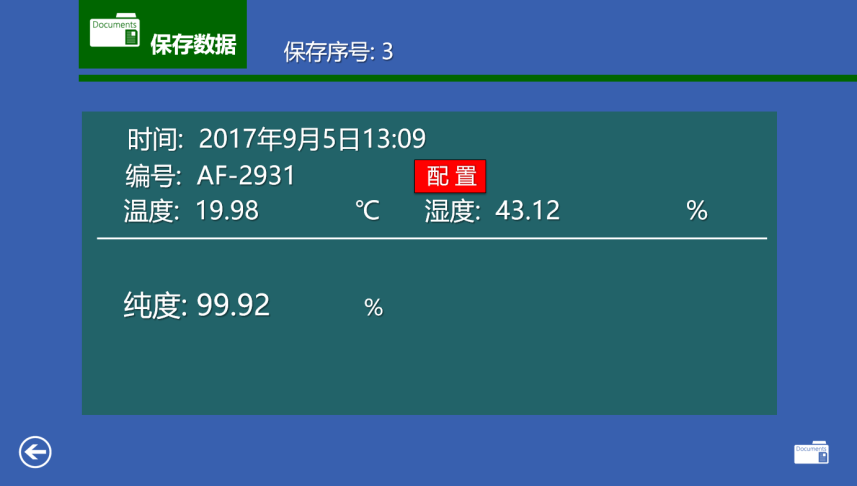 Documents
保存数据
保存序号: 3
时间: 2017年9月5日13:09
编号: AF-2931
配 置
温度: 19.98 ℃ 湿度: 43.12 %
纯度: 99.92 %
Documents